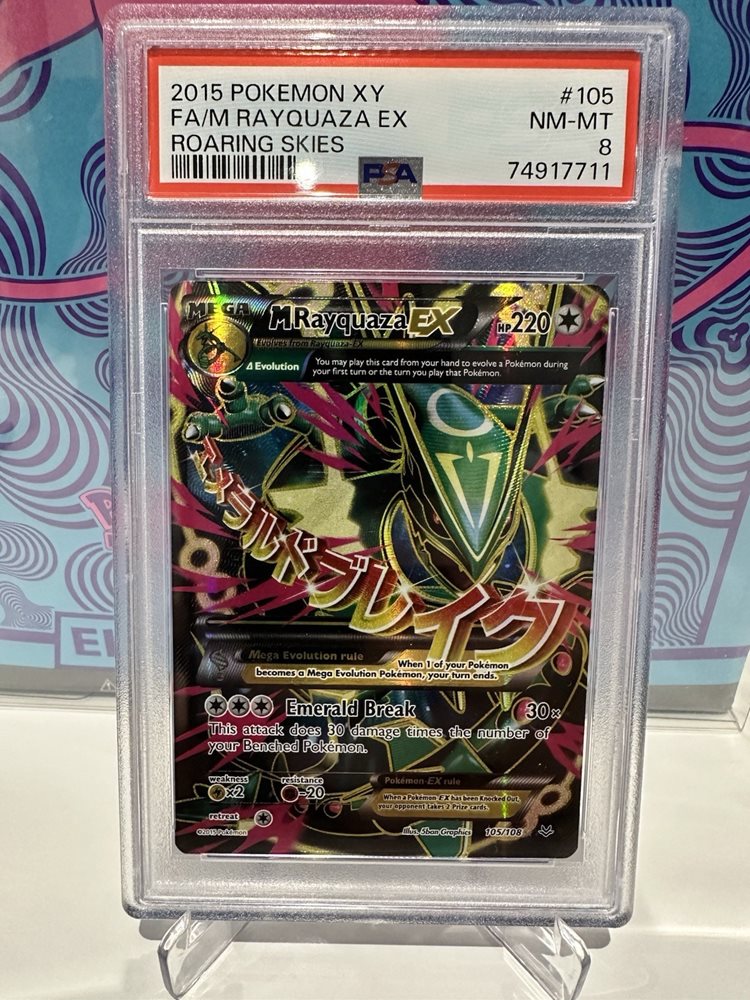 2015 POKEMON XY #105
FA/M RAYQUAZA EX NM-MT
ROARING SKIES 8
PSA 74917711
MEGA
M Rayquaza EX HP220
Evolves from Rayquaza-EX
Δ Evolution
You may play this card from your hand to evolve a Pokémon during
your first turn or the turn you play that Pokémon.
エメラルドブレイク
Mega Evolution rule
When 1 of your Pokémon
becomes a Mega Evolution Pokémon, your turn ends.
Emerald Break 30×
This attack does 30 damage times the number of
your Benched Pokémon.
weakness resistance
×2 -20
retreat
Pokémon-EX rule
When a Pokémon-EX has been Knocked Out,
your opponent takes 2 Prize cards.
©2015 Pokémon
Illus. 5ban Graphics 105/108